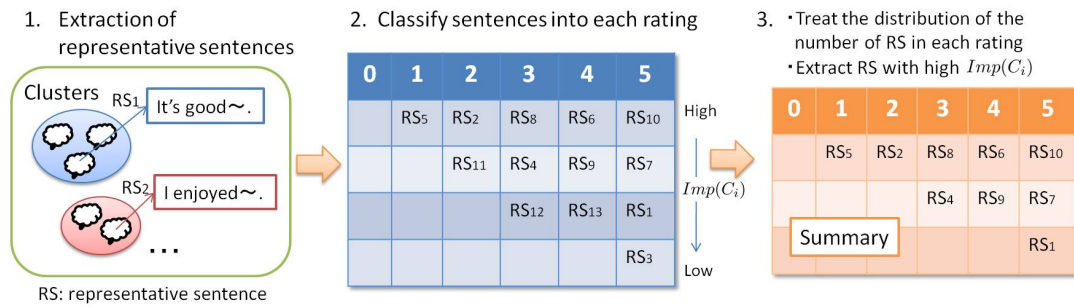 1. Extraction of
representative sentences
Clusters
RS1
It's good～.
RS2
I enjoyed～.
...
RS: representative sentence
2. Classify sentences into each rating
0 1 2 3 4 5
RS5 RS2 RS8 RS6 RS10
RS11 RS4 RS9 RS7
RS12 RS13 RS1
RS3
High
Imp(Ci)
Low
3. ・Treat the distribution of the
number of RS in each rating
・Extract RS with high Imp(Ci)
0 1 2 3 4 5
RS5 RS2 RS8 RS6 RS10
RS4 RS9 RS7
Summary
RS1